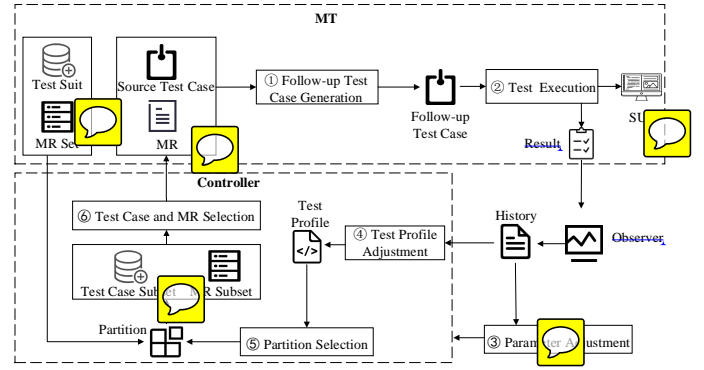 MT
Test Suit
MR Set
Source Test Case
MR
① Follow-up Test
Case Generation
Follow-up
Test Case
② Test Execution
Result
Controller
⑥ Test Case and MR Selection
Test Case MR Subset
Partition
Test
Profile
</>
④ Test Profile
Adjustment
⑤ Partition Selection
History
Observer
③ Adjustment